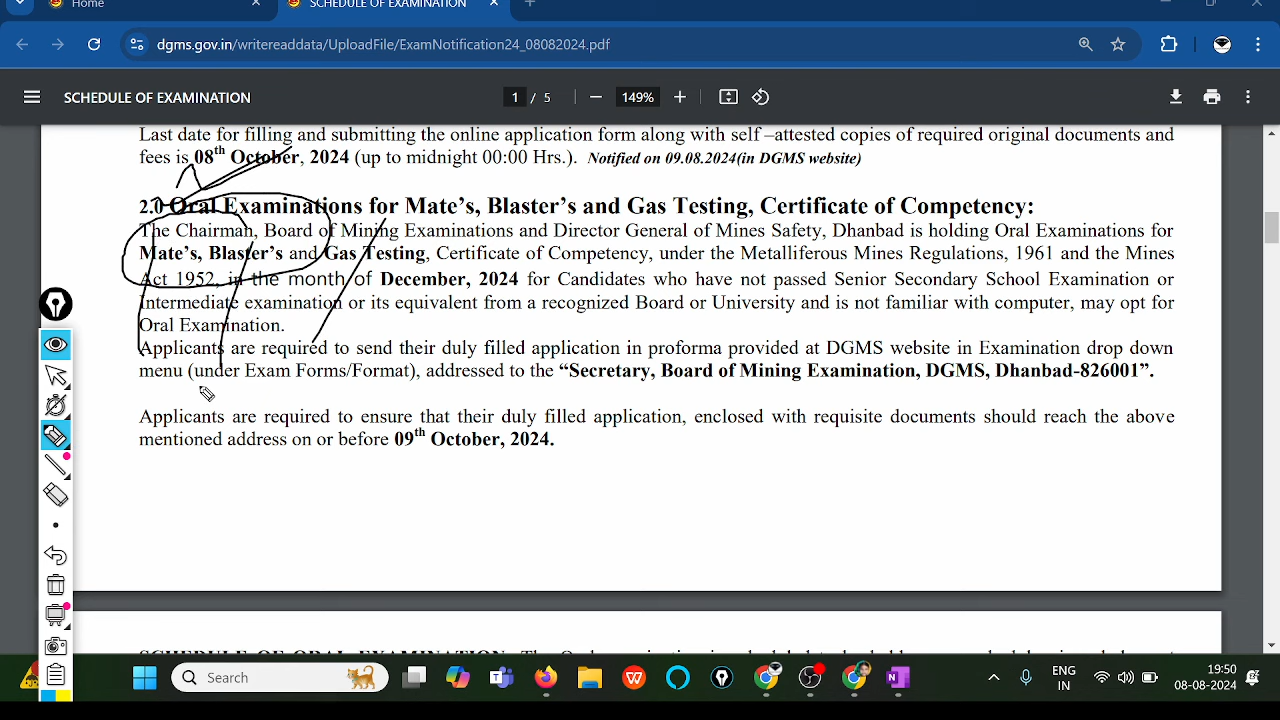 Home
SCHEDULE OF EXAMINATION
dgms.gov.in/writereaddata/UploadFile/ExamNotification24_08082024.pdf
SCHEDULE OF EXAMINATION
1 / 5
149%
Last date for filling and submitting the online application form along with self –attested copies of required original documents and
fees is 08th October, 2024 (up to midnight 00:00 Hrs.). Notified on 09.08.2024(in DGMS website)
2.0 Oral Examinations for Mate's, Blaster's and Gas Testing, Certificate of Competency:
The Chairman, Board of Mining Examinations and Director General of Mines Safety, Dhanbad is holding Oral Examinations for
Mate's, Blaster's and Gas Testing, Certificate of Competency, under the Metalliferous Mines Regulations, 1961 and the Mines
Act 1952, in the month of December, 2024 for Candidates who have not passed Senior Secondary School Examination or
Intermediate examination or its equivalent from a recognized Board or University and is not familiar with computer, may opt for
Oral Examination.
Applicants are required to send their duly filled application in proforma provided at DGMS website in Examination drop down
menu (under Exam Forms/Format), addressed to the “Secretary, Board of Mining Examination, DGMS, Dhanbad-826001”.
Applicants are required to ensure that their duly filled application, enclosed with requisite documents should reach the above
mentioned address on or before 09th October, 2024.
Search
ENG
IN
19:50
08-08-2024